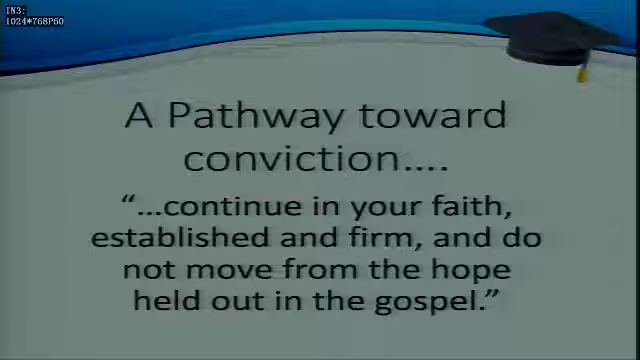 IN3:
1024*768P60
A Pathway toward
conviction....
“...continue in your faith,
established and firm, and do
not move from the hope
held out in the gospel.”